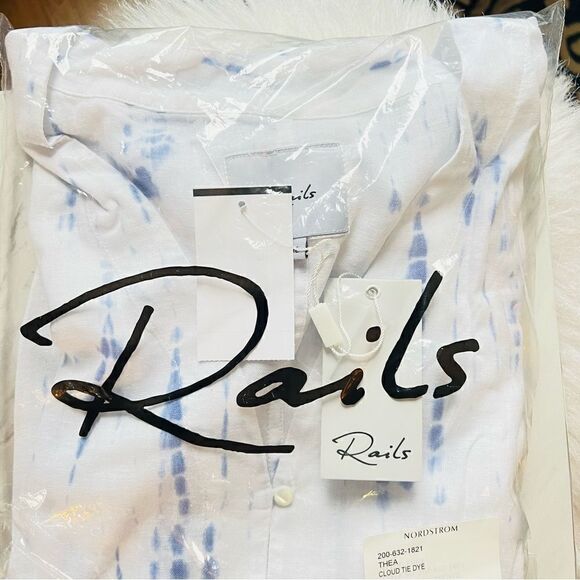 Rails
Rails
Rails
NORDSTROM
200-632-1821
THEA
CLOUD TIE DYE